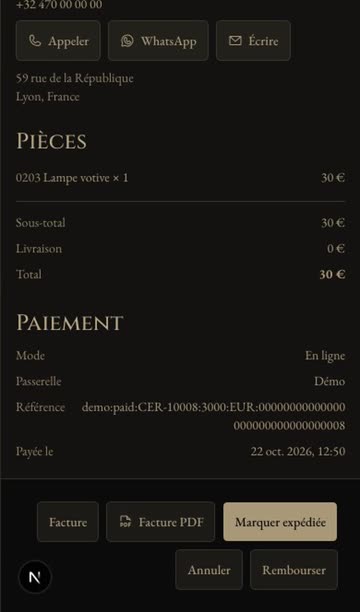 +32 470 00 00 00
Appeler WhatsApp Écrire
59 rue de la République
Lyon, France
PIÈCES
0203 Lampe votive × 1 30 €
Sous-total 30 €
Livraison 0 €
Total 30 €
PAIEMENT
Mode En ligne
Passerelle Démo
Référence demo:paid:CER-10008:3000:EUR:00000000000000
000000000000000008
Payée le 22 oct. 2026, 12:50
Facture PDF Facture PDF Marquer expédiée
Annuler Rembourser
N